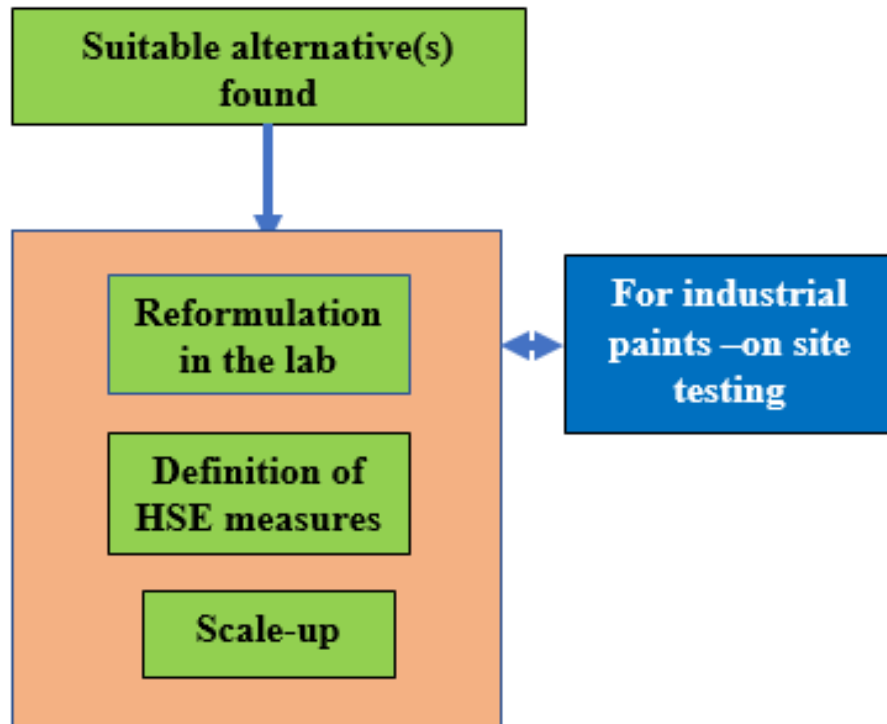 Suitable alternative(s)
found
Reformulation
in the lab
For industrial
paints –on site
testing
Definition of
HSE measures
Scale-up